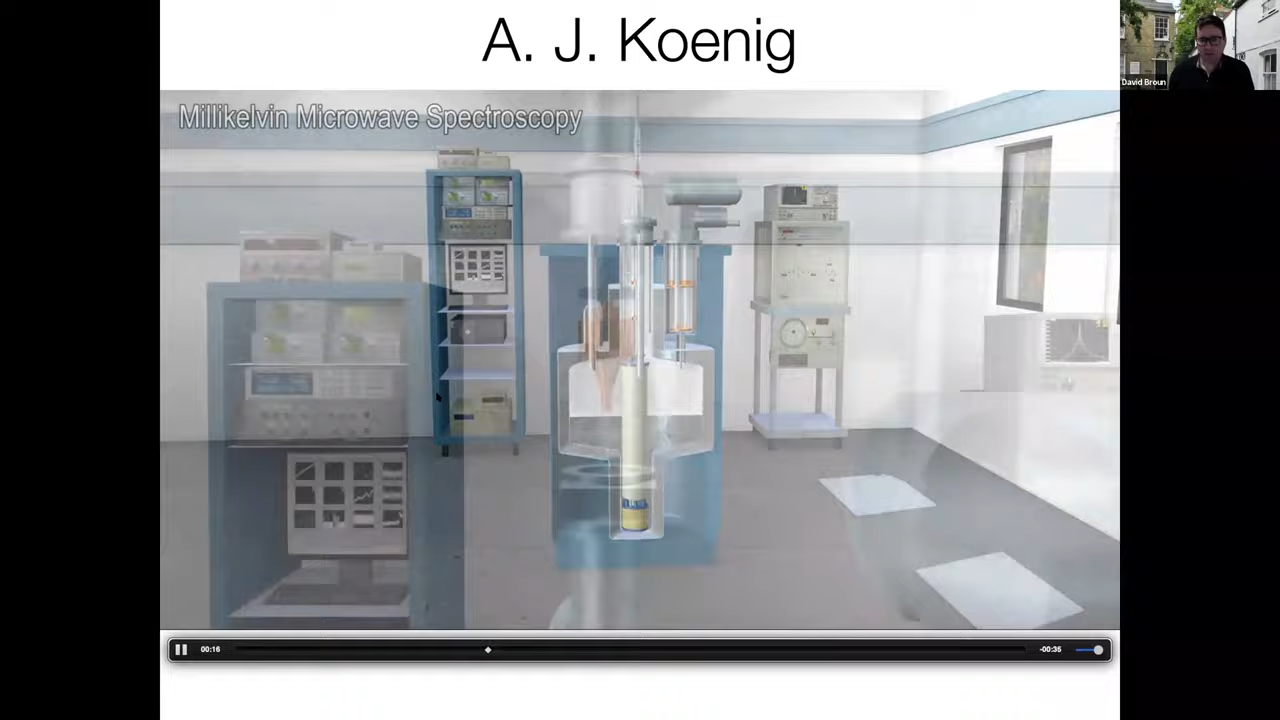 A. J. Koenig
David Broun
Millikelvin Microwave Spectroscopy
00:16
-00:35